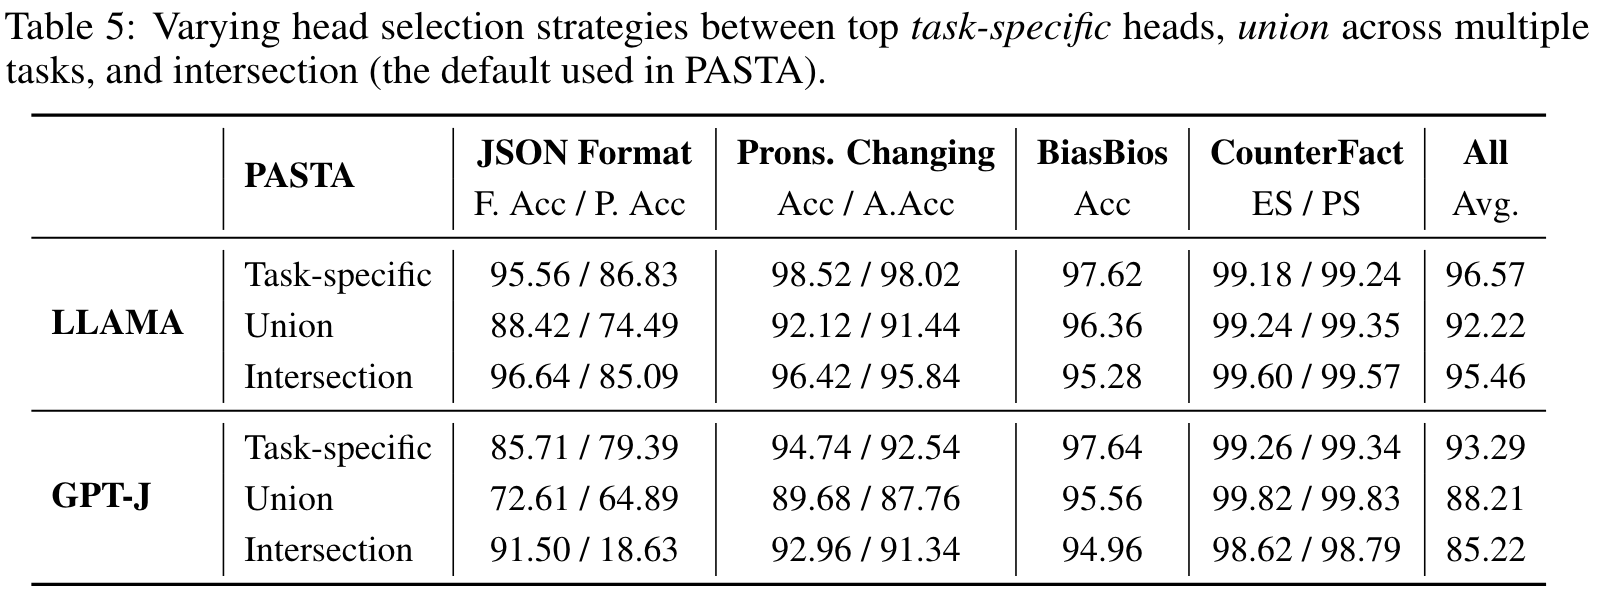 Table 5: Varying head selection strategies between top task-specific heads, union across multiple
tasks, and intersection (the default used in PASTA).
PASTA JSON Format Prons. Changing BiasBios CounterFact All
F. Acc / P. Acc Acc / A.Acc Acc ES / PS Avg.
LLAMA
Task-specific 95.56 / 86.83 98.52 / 98.02 97.62 99.18 / 99.24 96.57
Union 88.42 / 74.49 92.12 / 91.44 96.36 99.24 / 99.35 92.22
Intersection 96.64 / 85.09 96.42 / 95.84 95.28 99.60 / 99.57 95.46
GPT-J
Task-specific 85.71 / 79.39 94.74 / 92.54 97.64 99.26 / 99.34 93.29
Union 72.61 / 64.89 89.68 / 87.76 95.56 99.82 / 99.83 88.21
Intersection 91.50 / 18.63 92.96 / 91.34 94.96 98.62 / 98.79 85.22